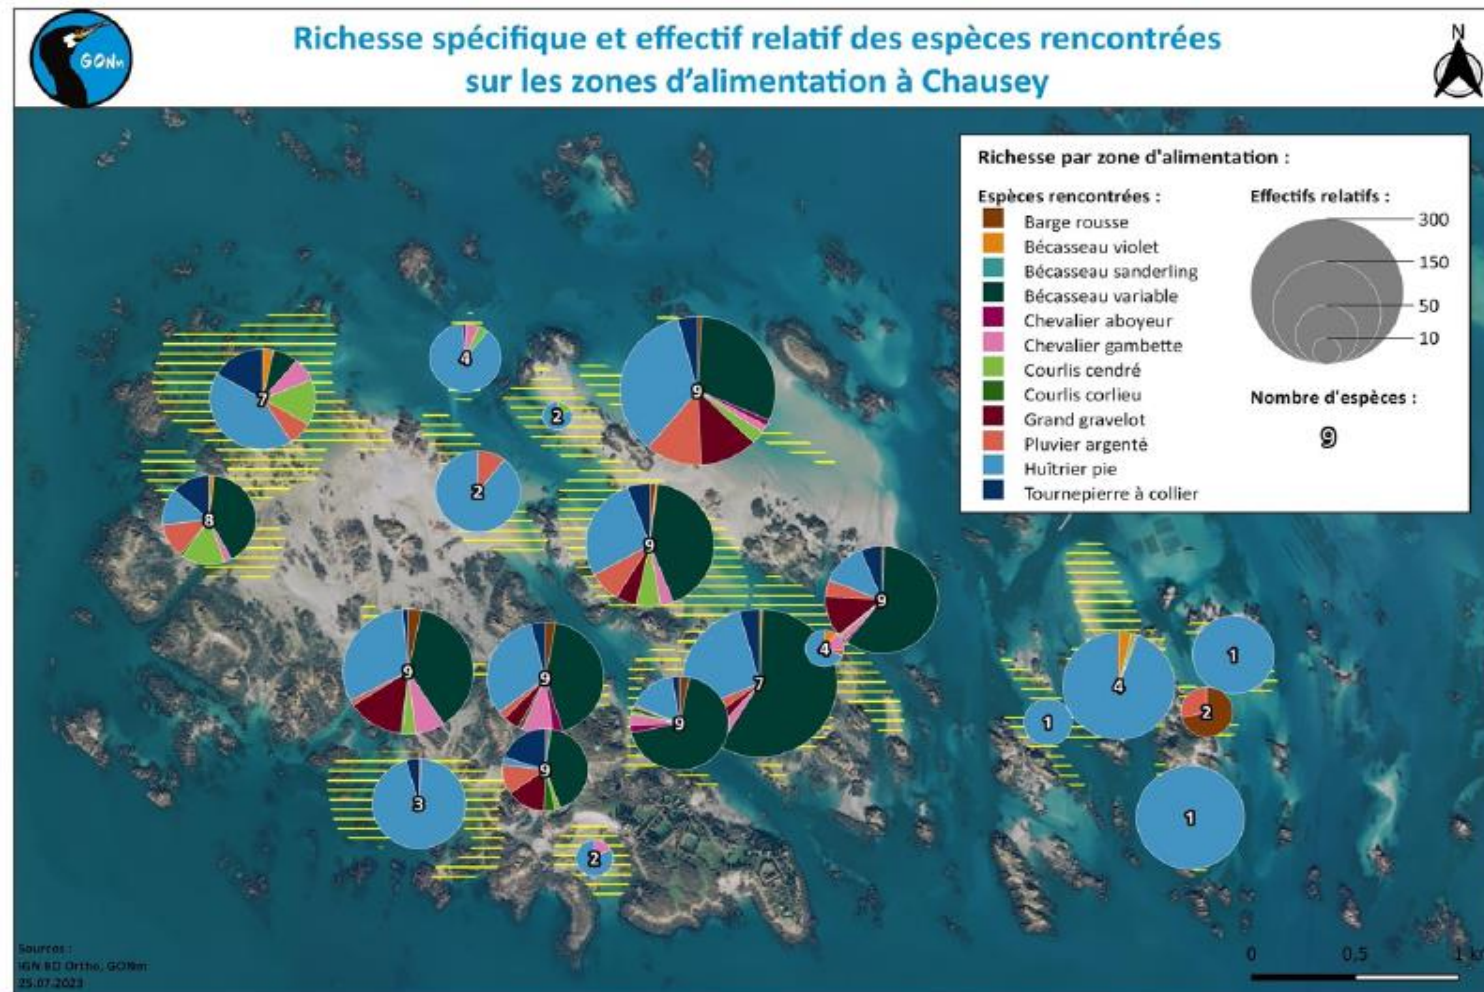 GONm
Richesse spécifique et effectif relatif des espèces rencontrées
sur les zones d'alimentation à Chausey
N
Richesse par zone d'alimentation :
Espèces rencontrées :
Barge rousse
Bécasseau violet
Bécasseau sanderling
Bécasseau variable
Chevalier aboyeur
Chevalier gambette
Courlis cendré
Courlis corlieu
Grand gravelot
Pluvier argenté
Huîtrier pie
Tournepierre à collier
Effectifs relatifs :
300
150
50
10
Nombre d'espèces :
9
4
7
9
2
2
8
9
9
4
9
9
7
9
9
3
2
4
1
1
2
1
Sources :
IGN BD Ortho, GONm
25.07.2023
0 0,5 1 km